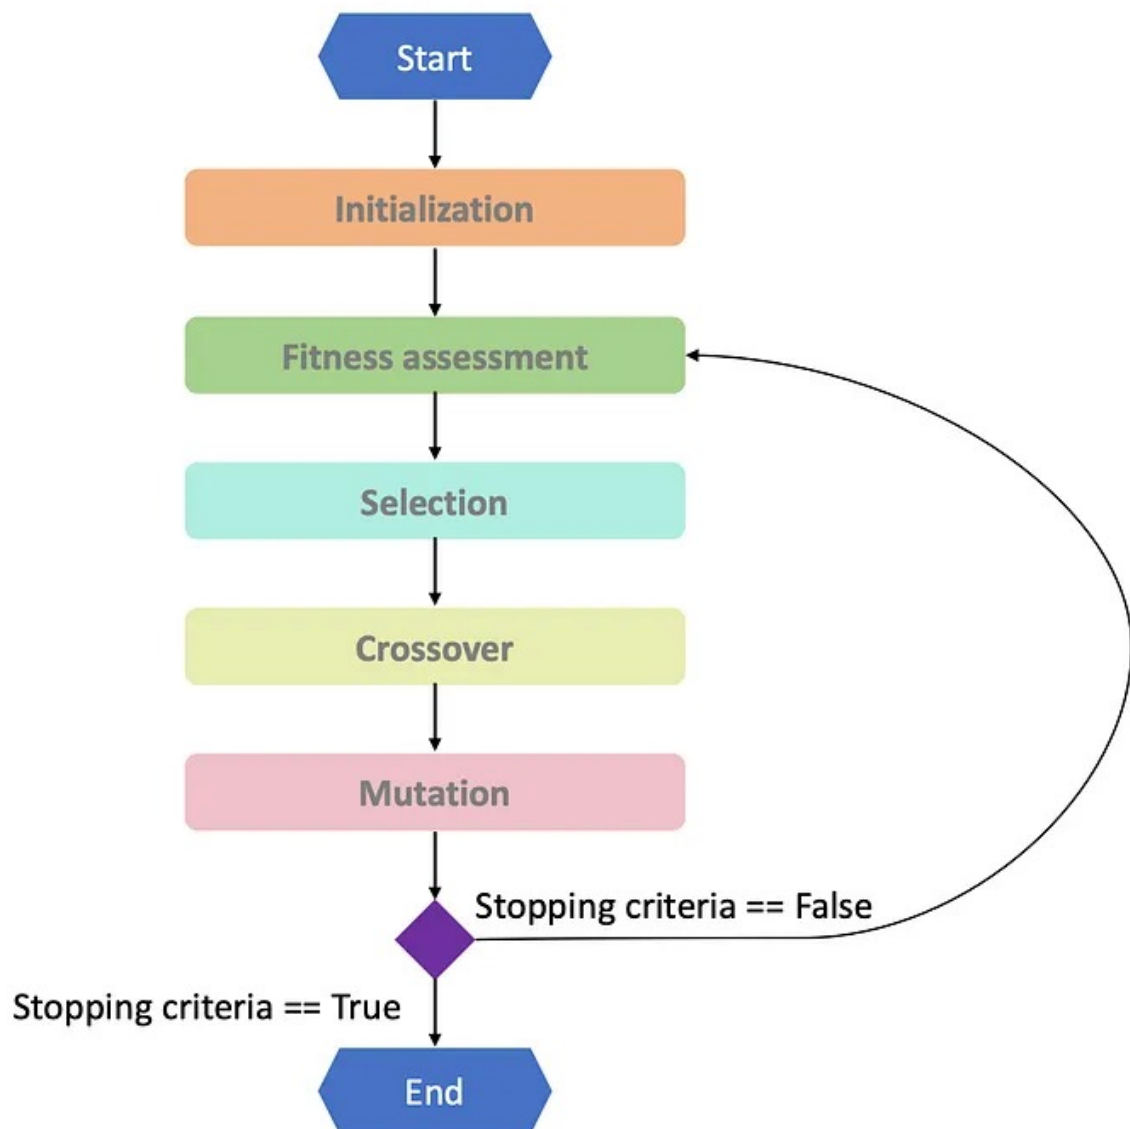 Start
Initialization
Fitness assessment
Selection
Crossover
Mutation
Stopping criteria == False
Stopping criteria == True
End